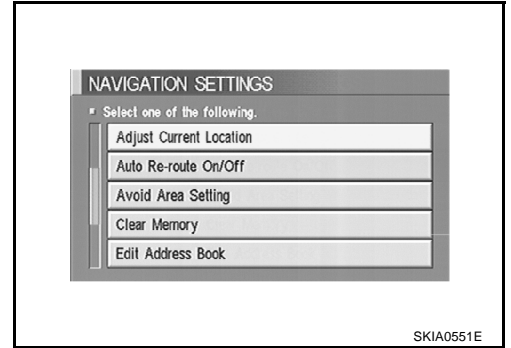 NAVIGATION SETTINGS
Select one of the following.
Adjust Current Location
Auto Re-route On/Off
Avoid Area Setting
Clear Memory
Edit Address Book
SKIA0551E